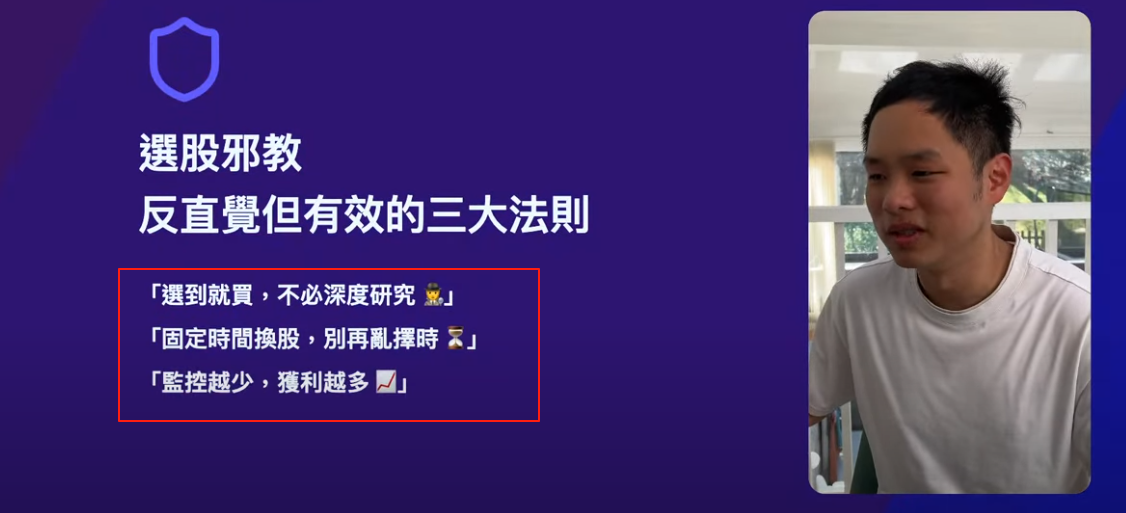 選股邪教
反直覺但有效的三大法則
「選到就買，不必深度研究 🕵️」
「固定時間換股，別再亂擇時 ⏳」
「監控越少，獲利越多 📈」